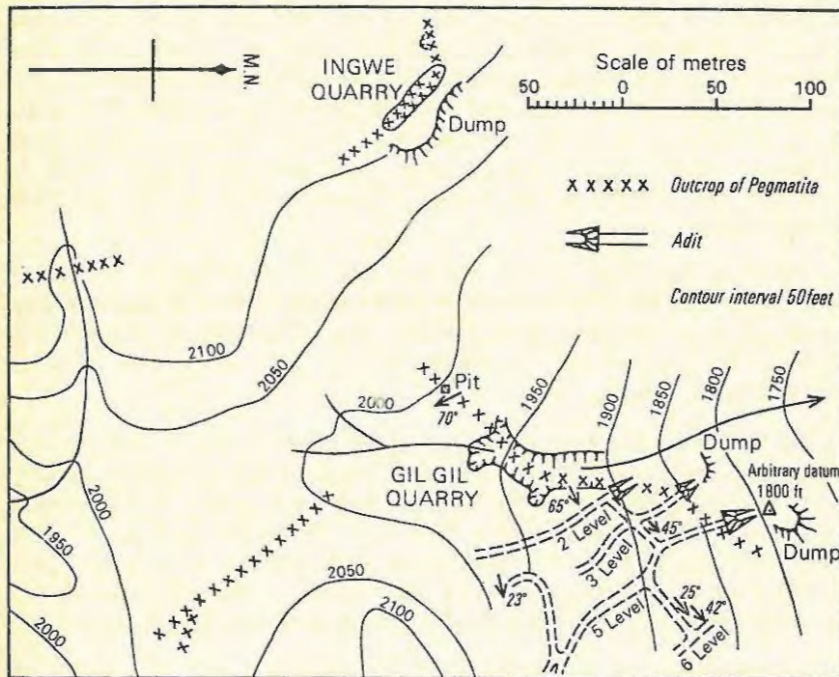 M.N.
INGWE
QUARRY
Dump
Scale of metres
50 0 50 100
x x x x x Outcrop of Pegmatita
Adit
Contour interval 50feet
2100
2050
2000
Pit
70°
1950
1900
1850
1800
1750
GIL GIL
QUARRY
Dump
Arbitrary datum
1800 ft
Dump
65°
2 Level
45°
3 Level
23°
5 Level
25°
42°
6 Level
2000
1950
2000
2050
2100